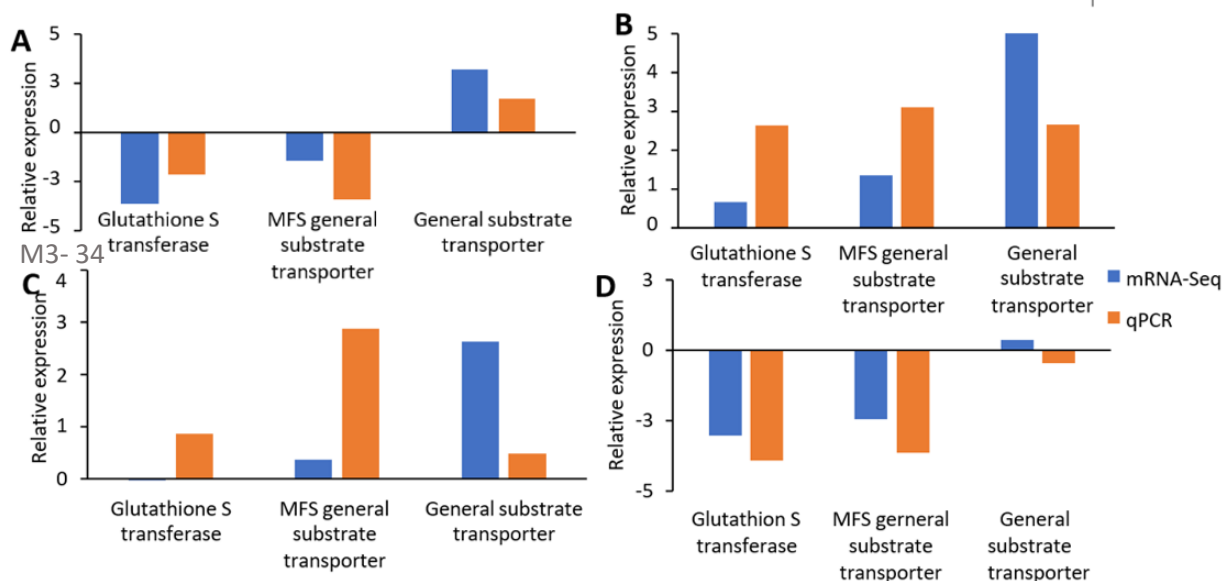 A
Relative expression
5
3
0
-3
-5
Glutathione S
transferase
MFS general
substrate
transporter
General substrate
transporter
B
Relative expression
5
4
3
2
1
0
Glutathione S
transferase
MFS general
substrate
transporter
General
substrate
transporter
M3- 34
C
Relative expression
4
3
2
1
0
Glutathione S
transferase
MFS general
substrate
transporter
General substrate
transporter
D
Relative expression
3
0
-3
-5
Glutathion S
transferase
MFS gerneral
substrate
transporter
General
substrate
transporter
mRNA-Seq
qPCR